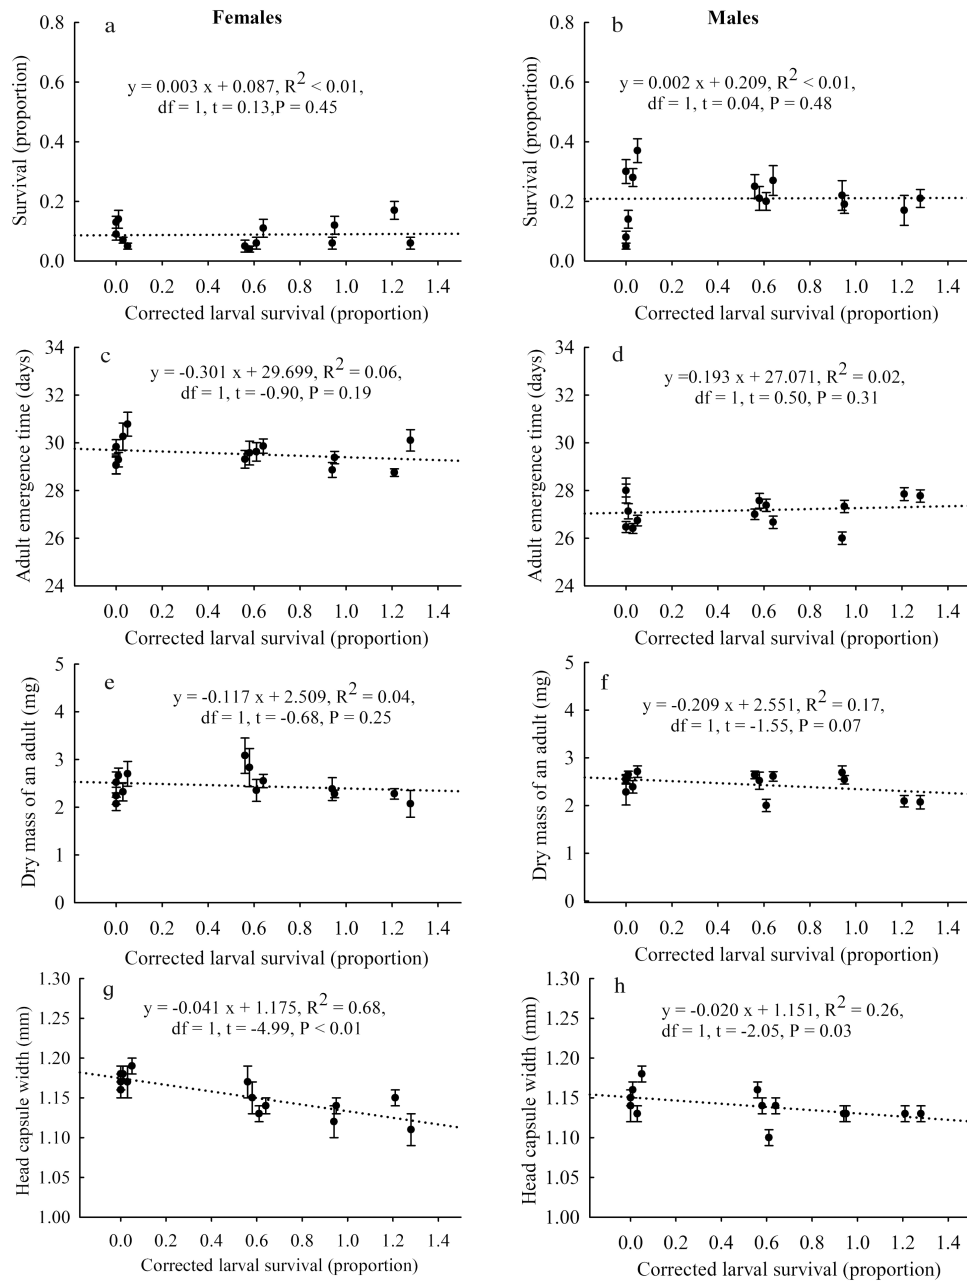 Females
Males
a
0.8
0.6
0.4
0.2
0.0
Survival (proportion)
y = 0.003 x + 0.087, R2 < 0.01,
df = 1, t = 0.13,P = 0.45
0.0 0.2 0.4 0.6 0.8 1.0 1.2 1.4
Corrected larval survival (proportion)
b
0.8
0.6
0.4
0.2
0.0
Survival (proportion)
y = 0.002 x + 0.209, R2 < 0.01,
df = 1, t = 0.04, P = 0.48
0.0 0.2 0.4 0.6 0.8 1.0 1.2 1.4
Corrected larval survival (proportion)
c
34
32
30
28
26
24
Adult emergence time (days)
y = -0.301 x + 29.699, R2 = 0.06,
df = 1, t = -0.90, P = 0.19
0.0 0.2 0.4 0.6 0.8 1.0 1.2 1.4
Corrected larval survival (proportion)
d
34
32
30
28
26
24
Adult emergence time (days)
y =0.193 x + 27.071, R2 = 0.02,
df = 1, t = 0.50, P = 0.31
0.0 0.2 0.4 0.6 0.8 1.0 1.2 1.4
Corrected larval survival (proportion)
e
5
4
3
2
1
0
Dry mass of an adult (mg)
y = -0.117 x + 2.509, R2 = 0.04,
df = 1, t = -0.68, P = 0.25
0.0 0.2 0.4 0.6 0.8 1.0 1.2 1.4
Corrected larval survival (proportion)
f
5
4
3
2
1
0
Dry mass of an adult (mg)
y = -0.209 x + 2.551, R2 = 0.17,
df = 1, t = -1.55, P = 0.07
0.0 0.2 0.4 0.6 0.8 1.0 1.2 1.4
Corrected larval survival (proportion)
g
1.30
1.25
1.20
1.15
1.10
1.05
1.00
Head capsule width (mm)
y = -0.041 x + 1.175, R2 = 0.68,
df = 1, t = -4.99, P < 0.01
0.0 0.2 0.4 0.6 0.8 1.0 1.2 1.4
Corrected larval survival (proportion)
h
1.30
1.25
1.20
1.15
1.10
1.05
1.00
Head capsule width (mm)
y = -0.020 x + 1.151, R2 = 0.26,
df = 1, t = -2.05, P = 0.03
0.0 0.2 0.4 0.6 0.8 1.0 1.2 1.4
Corrected larval survival (proportion)